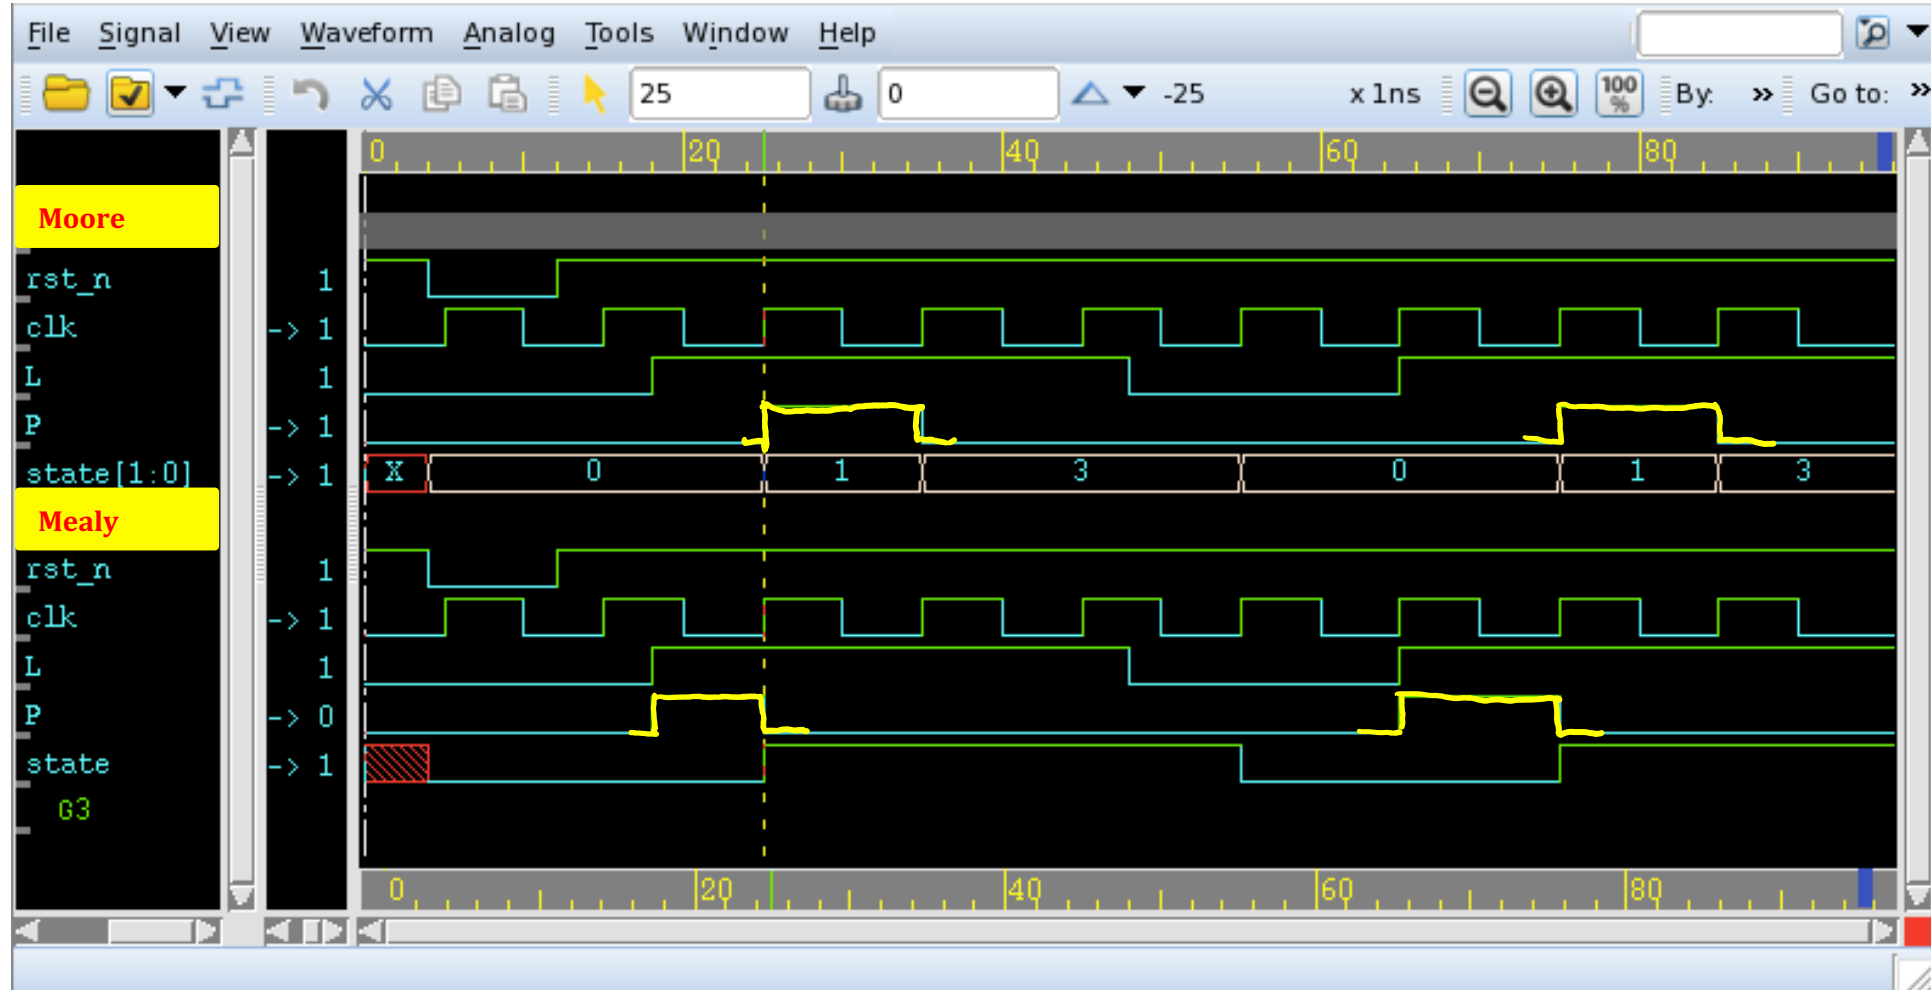 File Signal View Waveform Analog Tools Window Help
25 0 -25 x 1ns 100 % By: » Go to: »
0 20 40 60 80
Moore
rst_n 1
clk -> 1
L 1
P -> 1
state[1:0] -> 1 X 0 1 3 0 1 3
Mealy
rst_n 1
clk -> 1
L 1
P -> 0
state -> 1
G3
0 20 40 60 80